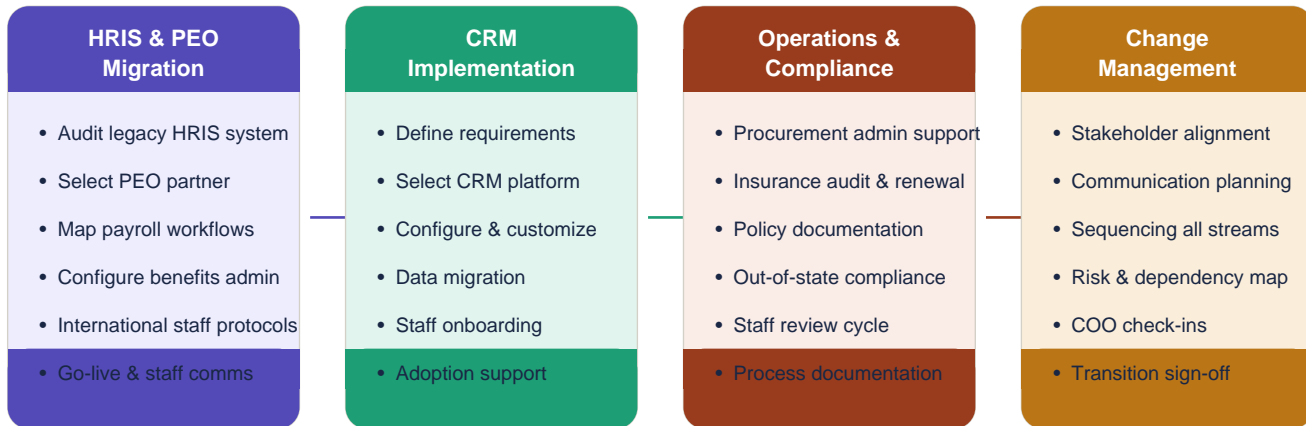 HRIS & PEO
Migration
• Audit legacy HRIS system
• Select PEO partner
• Map payroll workflows
• Configure benefits admin
• International staff protocols
• Go-live & staff comms
CRM
Implementation
• Define requirements
• Select CRM platform
• Configure & customize
• Data migration
• Staff onboarding
• Adoption support
Operations &
Compliance
• Procurement admin support
• Insurance audit & renewal
• Policy documentation
• Out-of-state compliance
• Staff review cycle
• Process documentation
Change
Management
• Stakeholder alignment
• Communication planning
• Sequencing all streams
• Risk & dependency map
• COO check-ins
• Transition sign-off